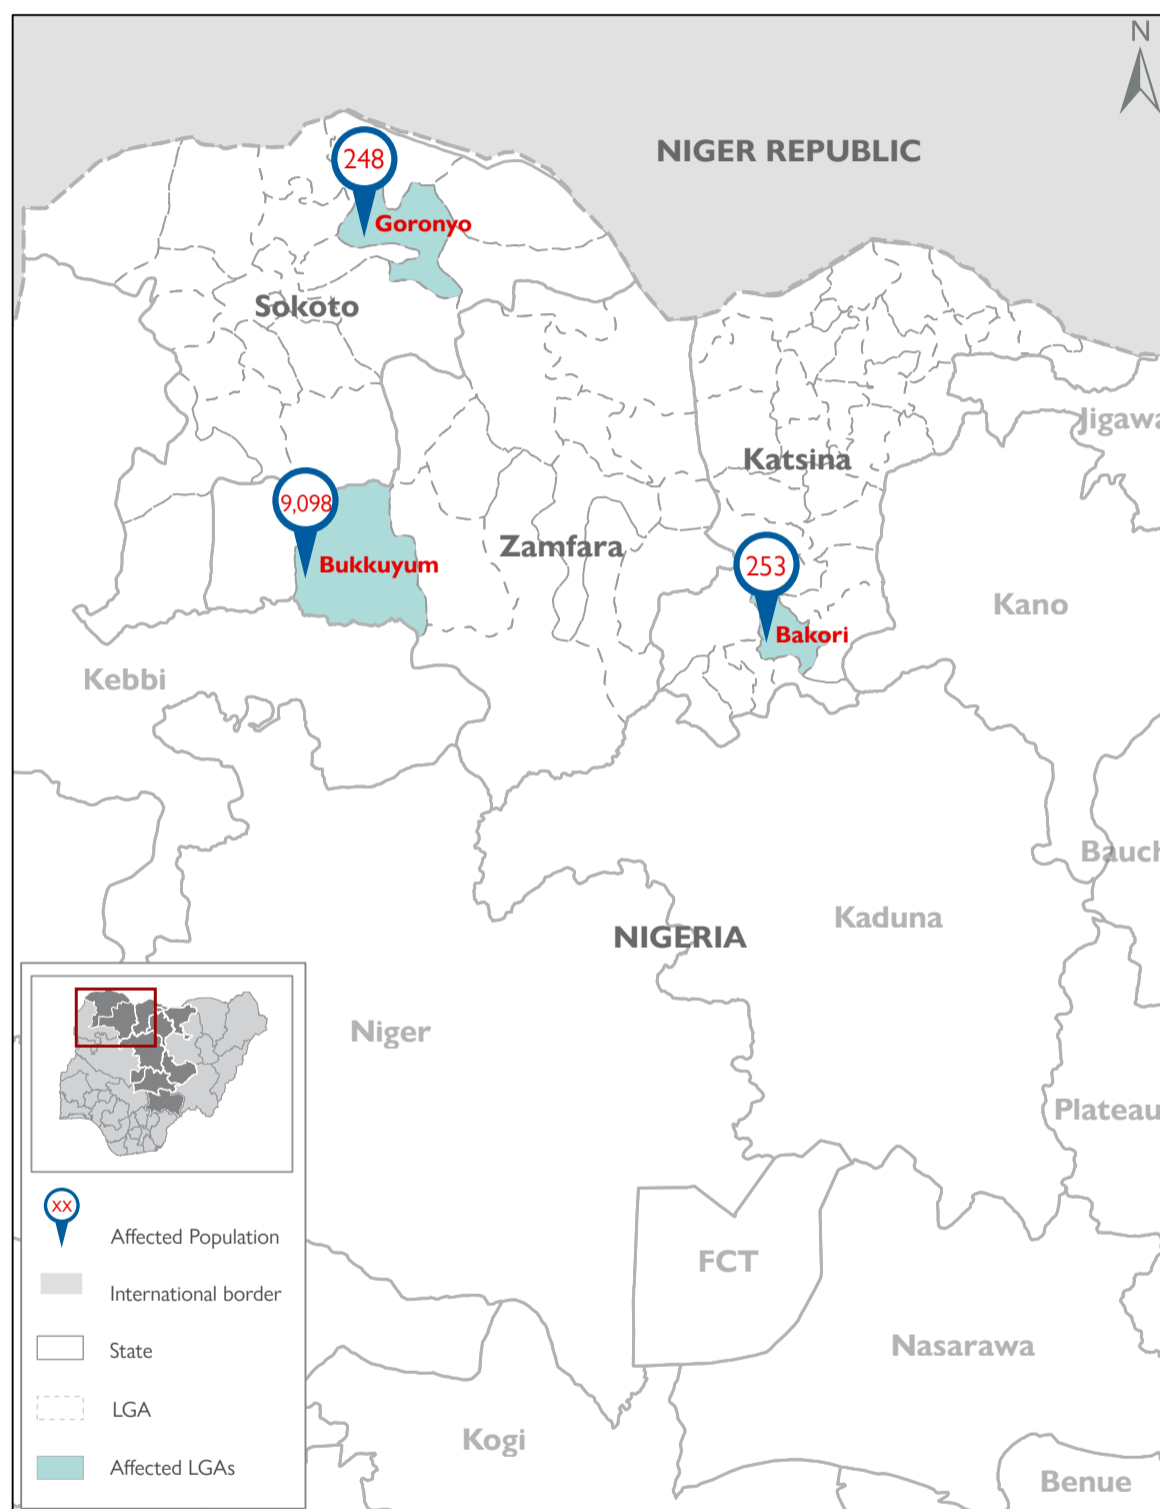 N
NIGER REPUBLIC
248
Goronyo
Sokoto
Jigawa
Katsina
9,098
Zamfara
Bukkuyum
253
Kano
Bakori
Kebbi
Bauch
Kaduna
NIGERIA
Niger
Plateau
FCT
Nasarawa
Kogi
Benue
xx
Affected Population
International border
State
LGA
Affected LGAs